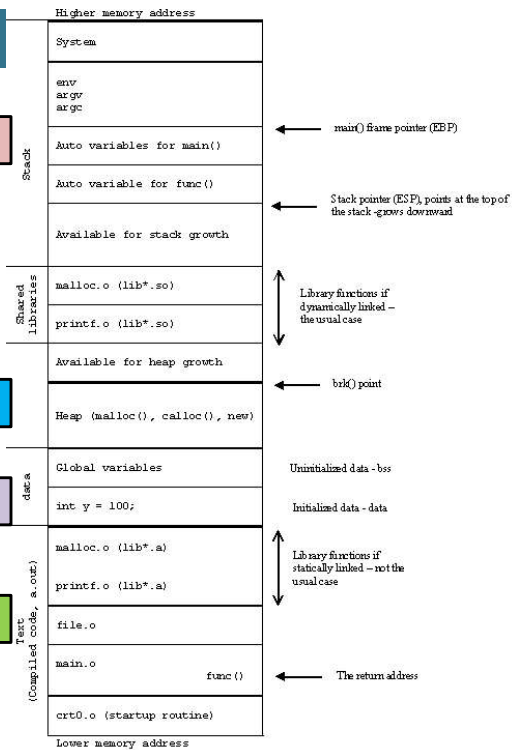 Higher memory address
System
env
argv
argc
main() frame pointer (EBP)
Stack
Auto variables for main()
Auto variable for func()
Stack pointer (ESP), points at the top of
the stack -grows downward
Available for stack growth
Shared
libraries
malloc.o (lib*.so)
printf.o (lib*.so)
Library functions if
dynamically linked –
the usual case
Available for heap growth
brk() point
Heap (malloc(), calloc(), new)
data
Global variables
Uninitialized data - bss
int y = 100;
Initialized data - data
malloc.o (lib*.a)
printf.o (lib*.a)
Library functions if
statically linked – not the
usual case
Text
(Compiled code, a.out)
file.o
main.o
func()
The return address
crt0.o (startup routine)
Lower memory address